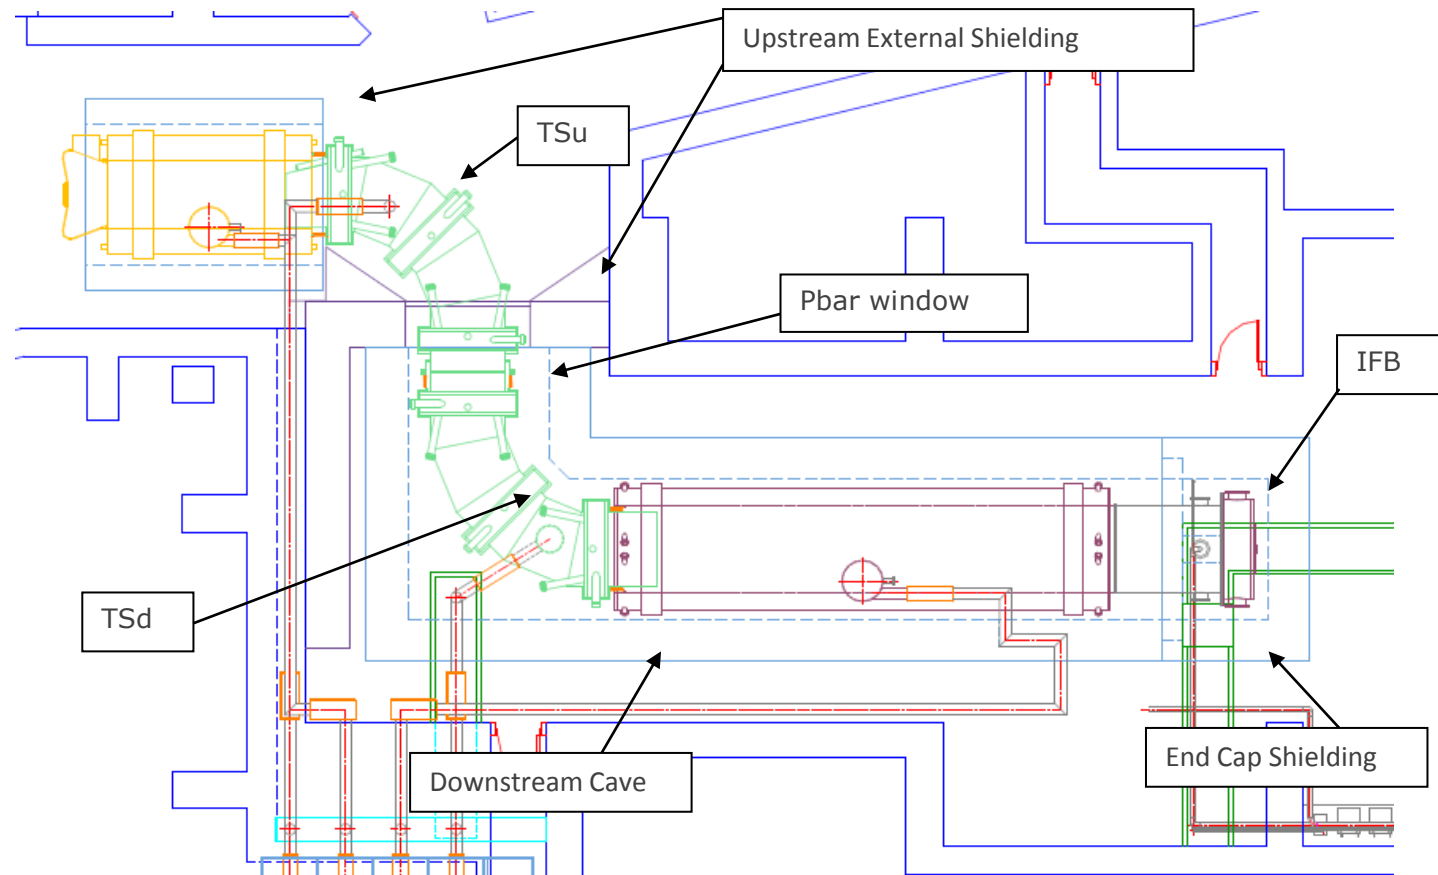 Upstream External Shielding
TSu
Pbar window
IFB
TSd
Downstream Cave
End Cap Shielding